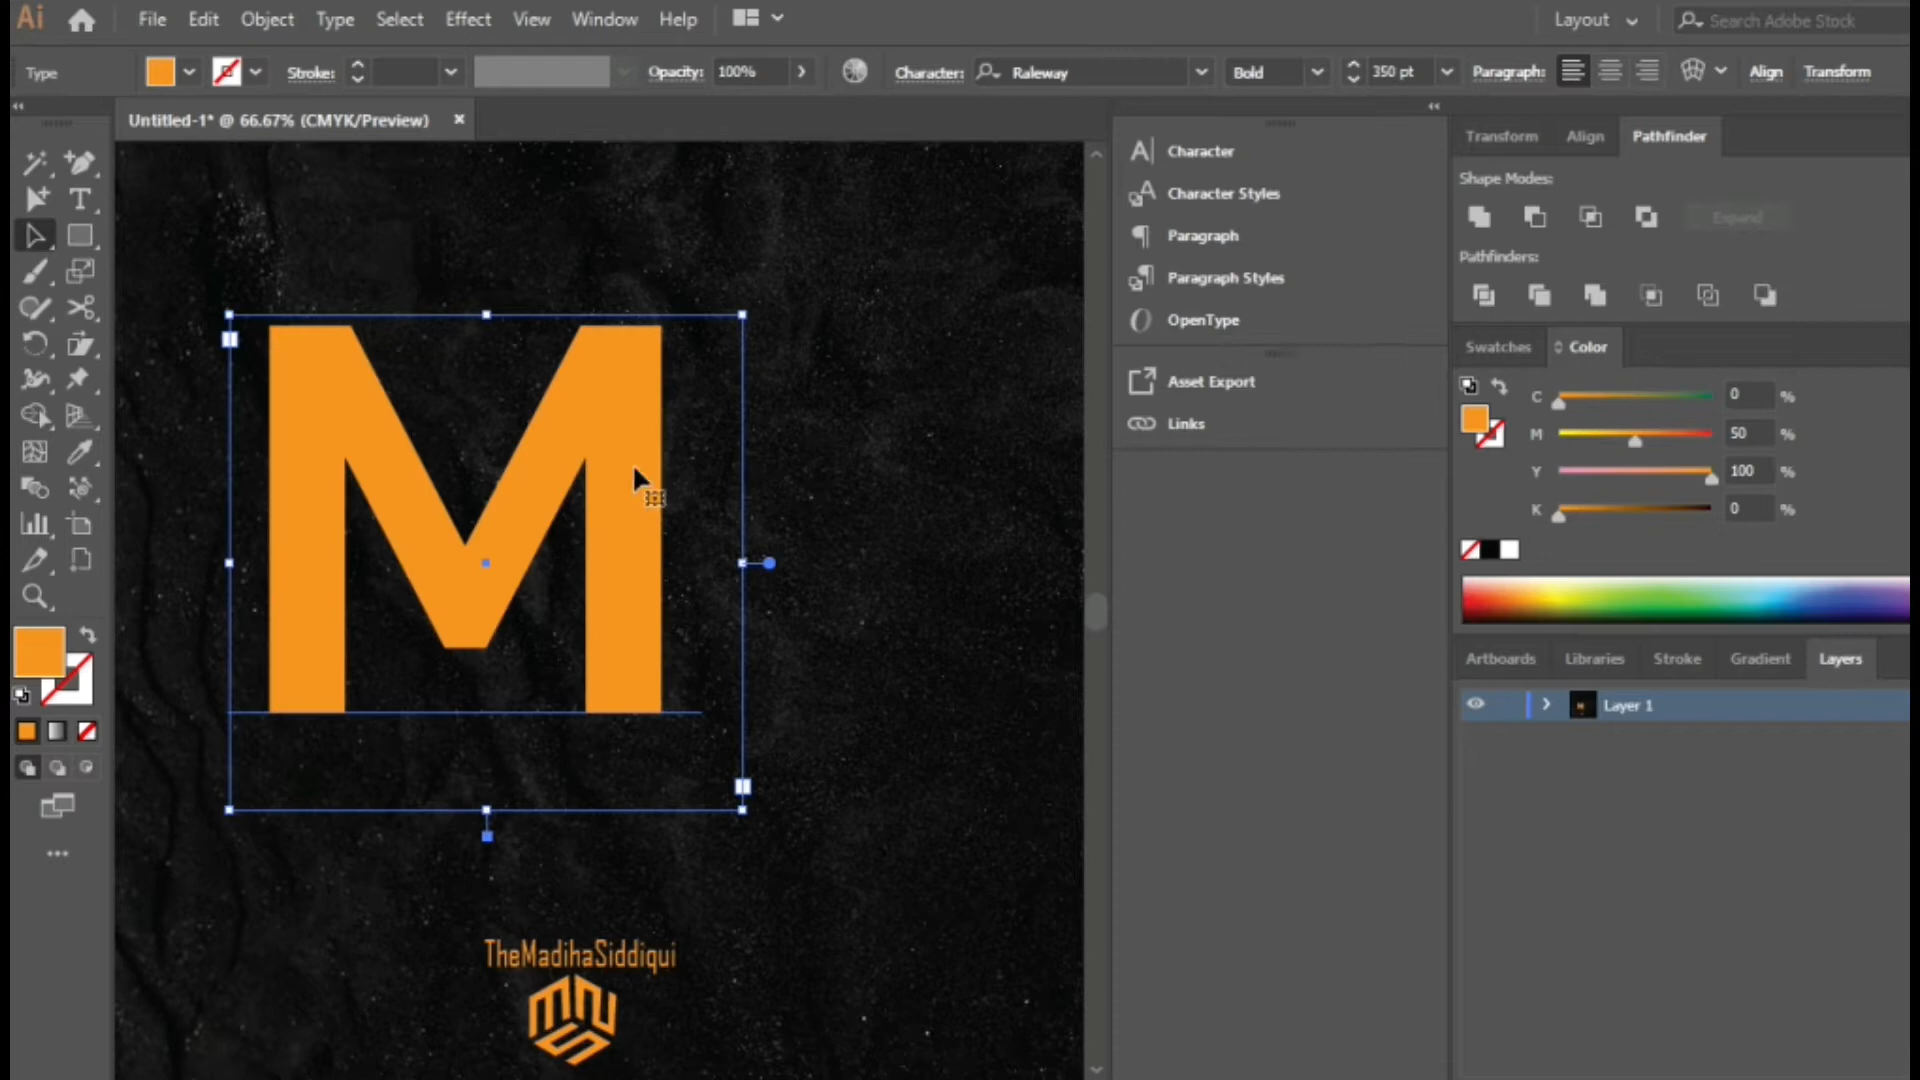 Ai File Edit Object Type Select Effect View Window Help Layout Search Adobe Stock
Type Stroke: Opacity: 100% Character: Raleway Bold 350 pt Paragraph: Align Transform
Untitled-1* @ 66.67% (CMYK/Preview)
Character
Character Styles
Paragraph
Paragraph Styles
OpenType
Asset Export
Links
Transform Align Pathfinder
Shape Modes:
Expand
Pathfinders:
Swatches Color
C 0 %
M 50 %
Y 100 %
K 0 %
Artboards Libraries Stroke Gradient Layers
Layer 1
M
TheMadihaSiddiqui